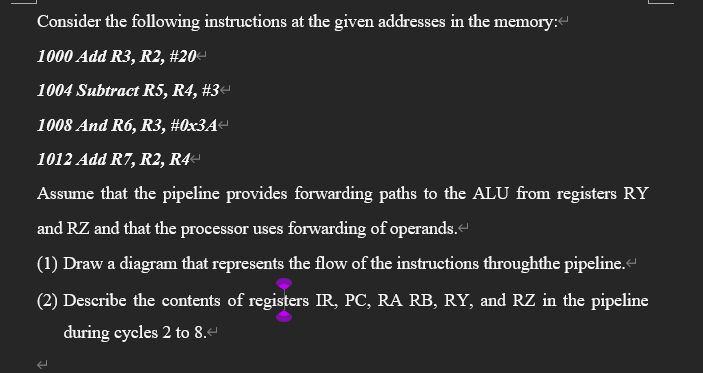 Consider the following instructions at the given addresses in the memory:
1000 Add R3, R2, #20
1004 Subtract R5, R4, #3
1008 And R6, R3, #0x3A
1012 Add R7, R2, R4
Assume that the pipeline provides forwarding paths to the ALU from registers RY
and RZ and that the processor uses forwarding of operands.
(1) Draw a diagram that represents the flow of the instructions throughthe pipeline.
(2) Describe the contents of registers IR, PC, RA RB, RY, and RZ in the pipeline
during cycles 2 to 8.